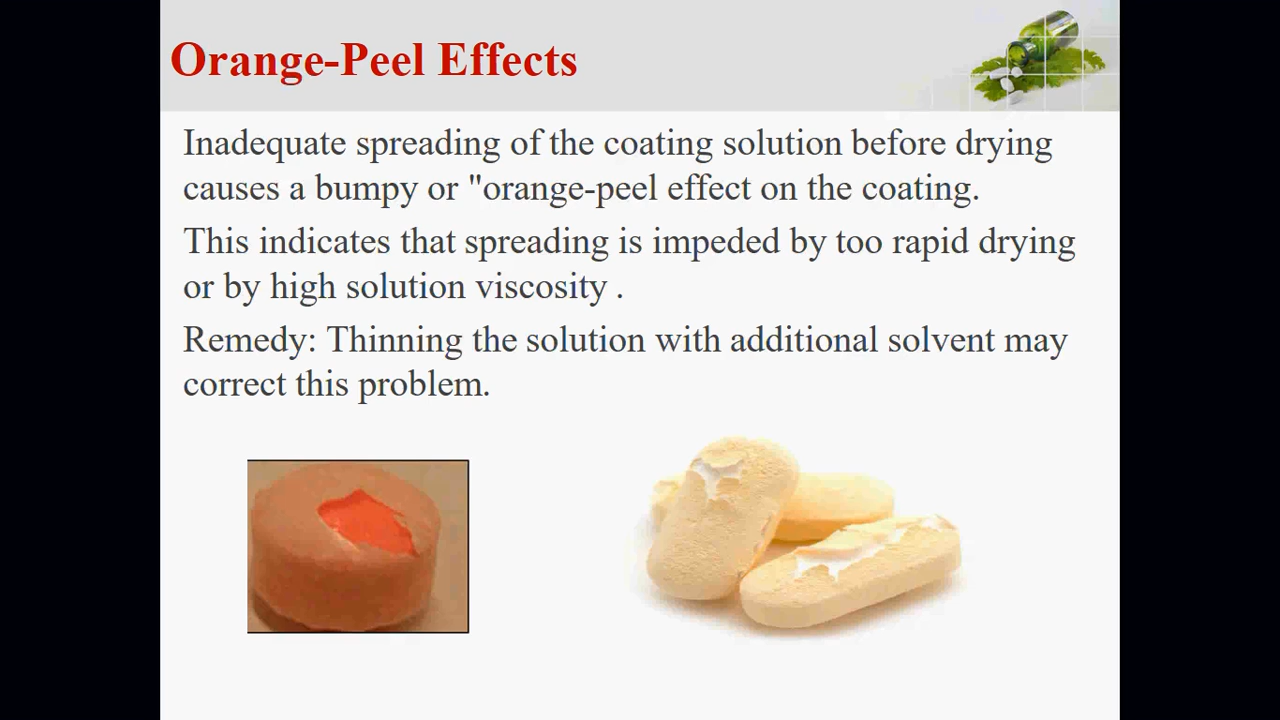 Orange-Peel Effects
Inadequate spreading of the coating solution before drying
causes a bumpy or "orange-peel effect on the coating.
This indicates that spreading is impeded by too rapid drying
or by high solution viscosity .
Remedy: Thinning the solution with additional solvent may
correct this problem.